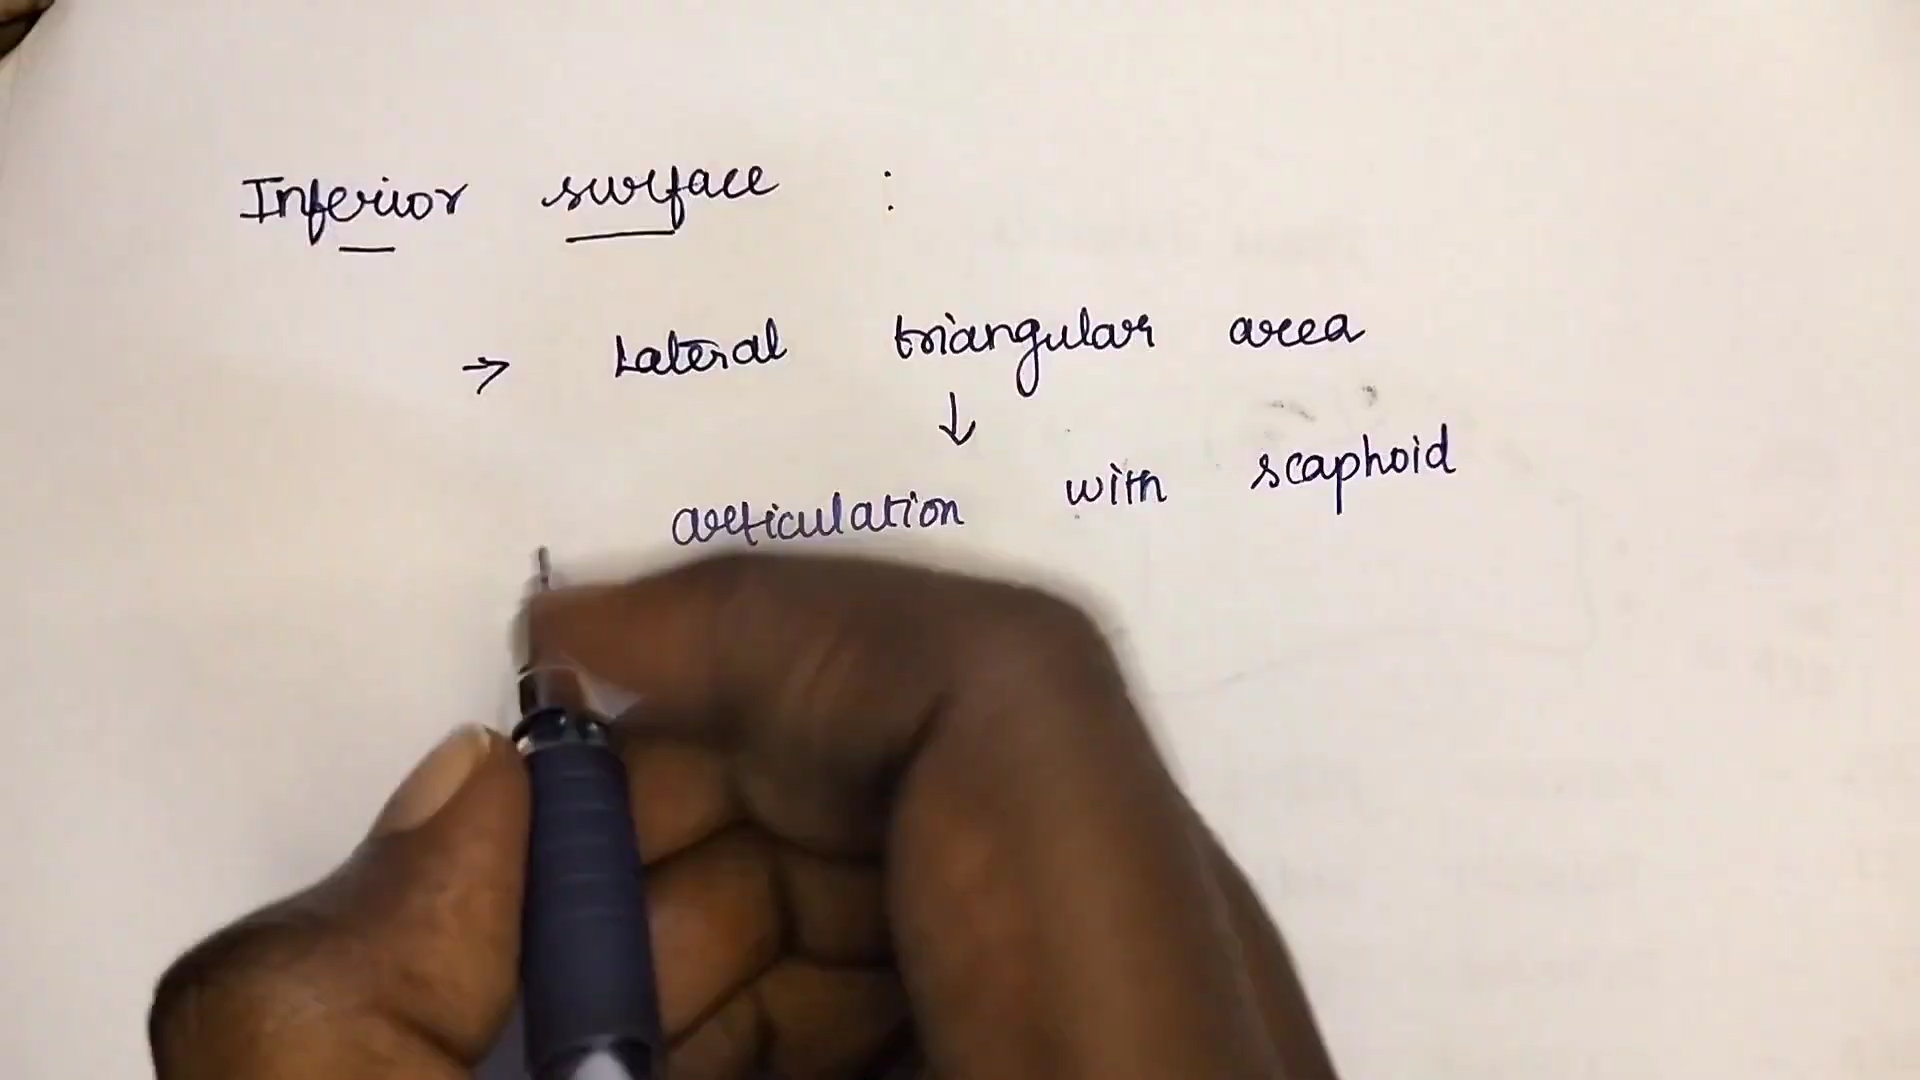 Inferior surface :
→ Lateral triangular area
↓
articulation with scaphoid